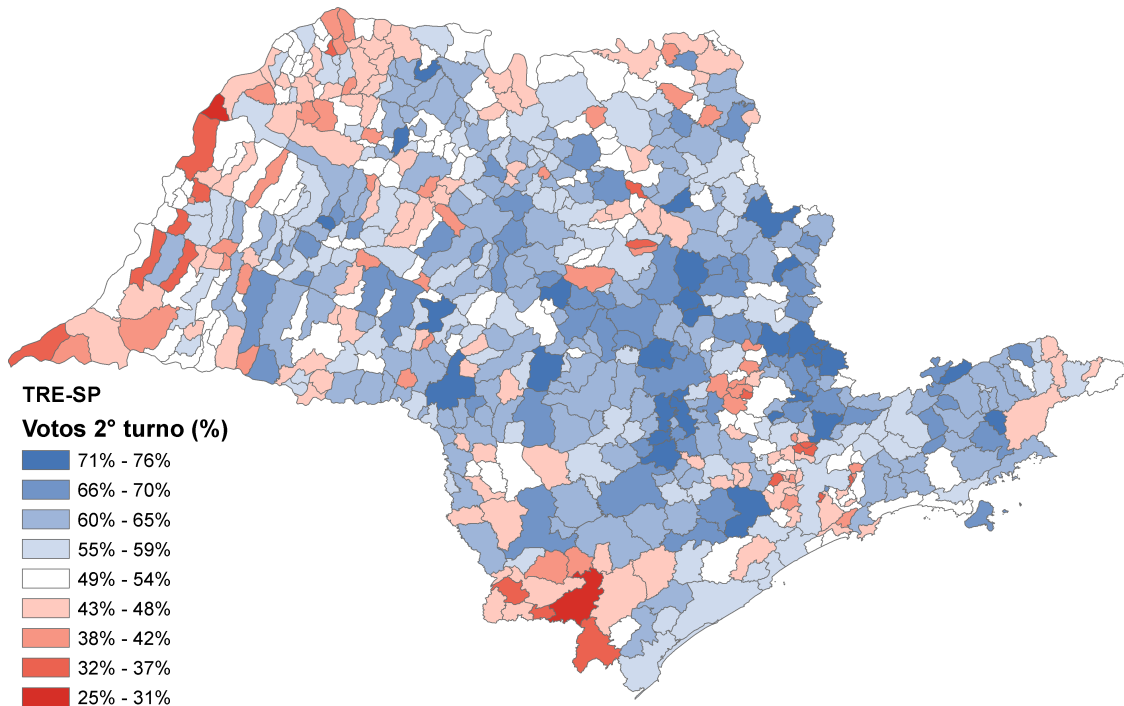 TRE-SP
Votos 2° turno (%)
71% - 76%
66% - 70%
60% - 65%
55% - 59%
49% - 54%
43% - 48%
38% - 42%
32% - 37%
25% - 31%